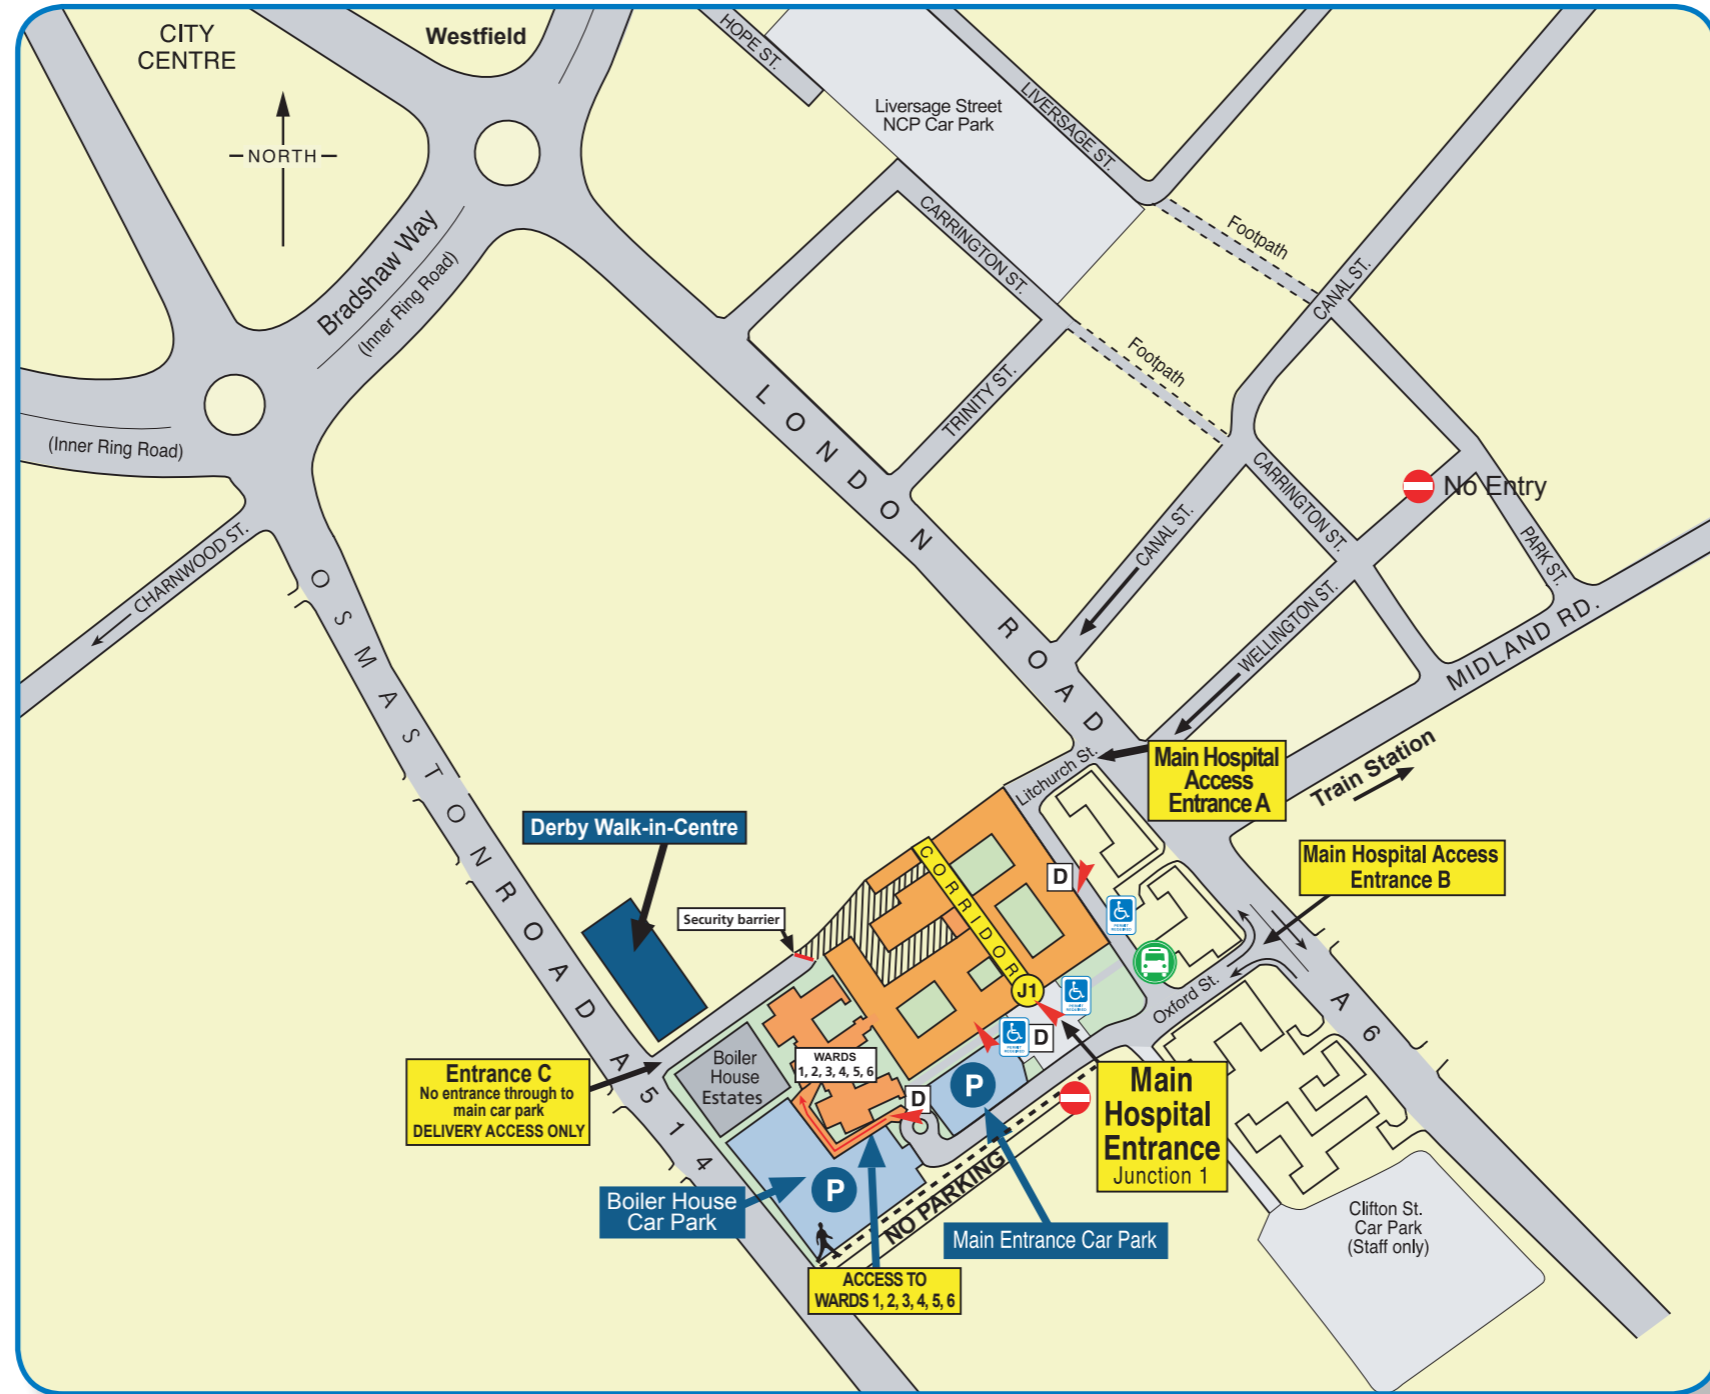 CITY
CENTRE
Westfield
NORTH
HOPE ST.
Liversage Street
NCP Car Park
LIVERSAGE ST.
CARRINGTON ST.
Footpath
CANAL ST.
Bradshaw Way
(Inner Ring Road)
Footpath
TRINITY ST.
(Inner Ring Road)
LONDON ROAD
CARRINGTON ST.
No Entry
CANAL ST.
PARK ST.
CHARNWOOD ST.
WELLINGTON ST.
MIDLAND RD.
OSMASTON ROAD A514
Litchurch St.
Main Hospital
Access
Entrance A
Train Station
Derby Walk-in-Centre
CORRIDOR
D
Main Hospital Access
Entrance B
Security barrier
J1
Oxford St.
A6
D
Boiler
House
Estates
WARDS
1, 2, 3, 4, 5, 6
Entrance C
No entrance through to
main car park
DELIVERY ACCESS ONLY
D
P
Main
Hospital
Entrance
Junction 1
P
Boiler House
Car Park
NO PARKING
Main Entrance Car Park
Clifton St.
Car Park
(Staff only)
ACCESS TO
WARDS 1, 2, 3, 4, 5, 6